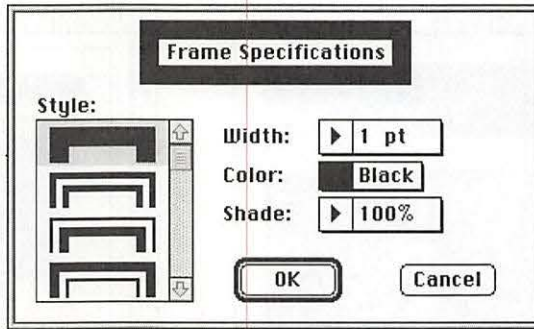 Frame Specifications
Style:
Width: 1 pt
Color: Black
Shade: 100%
OK
Cancel